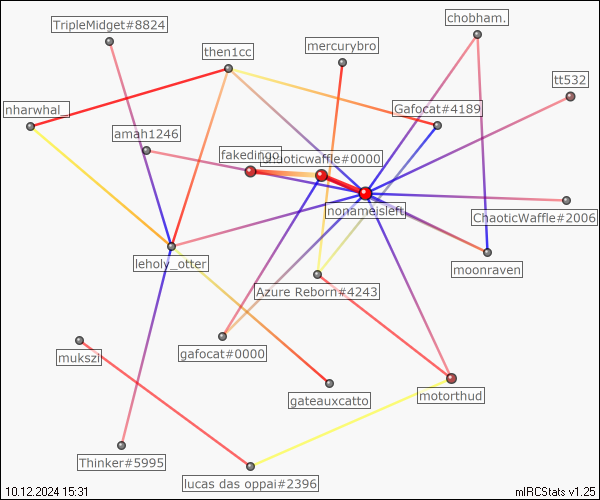 TripleMidget#8824
chobham.
then1cc
mercurybro
tt532
nharwhal_
Gafocat#4189
amah1246
fakedingo
chaoticwaffle#0000
nonameisleft
ChaoticWaffle#2006
leholy_otter
moonraven
Azure Reborn#4243
gafocat#0000
mukszi
gateauxcatto
motorthud
Thinker#5995
lucas das oppai#2396
10.12.2024 15:31
mIRCStats v1.25